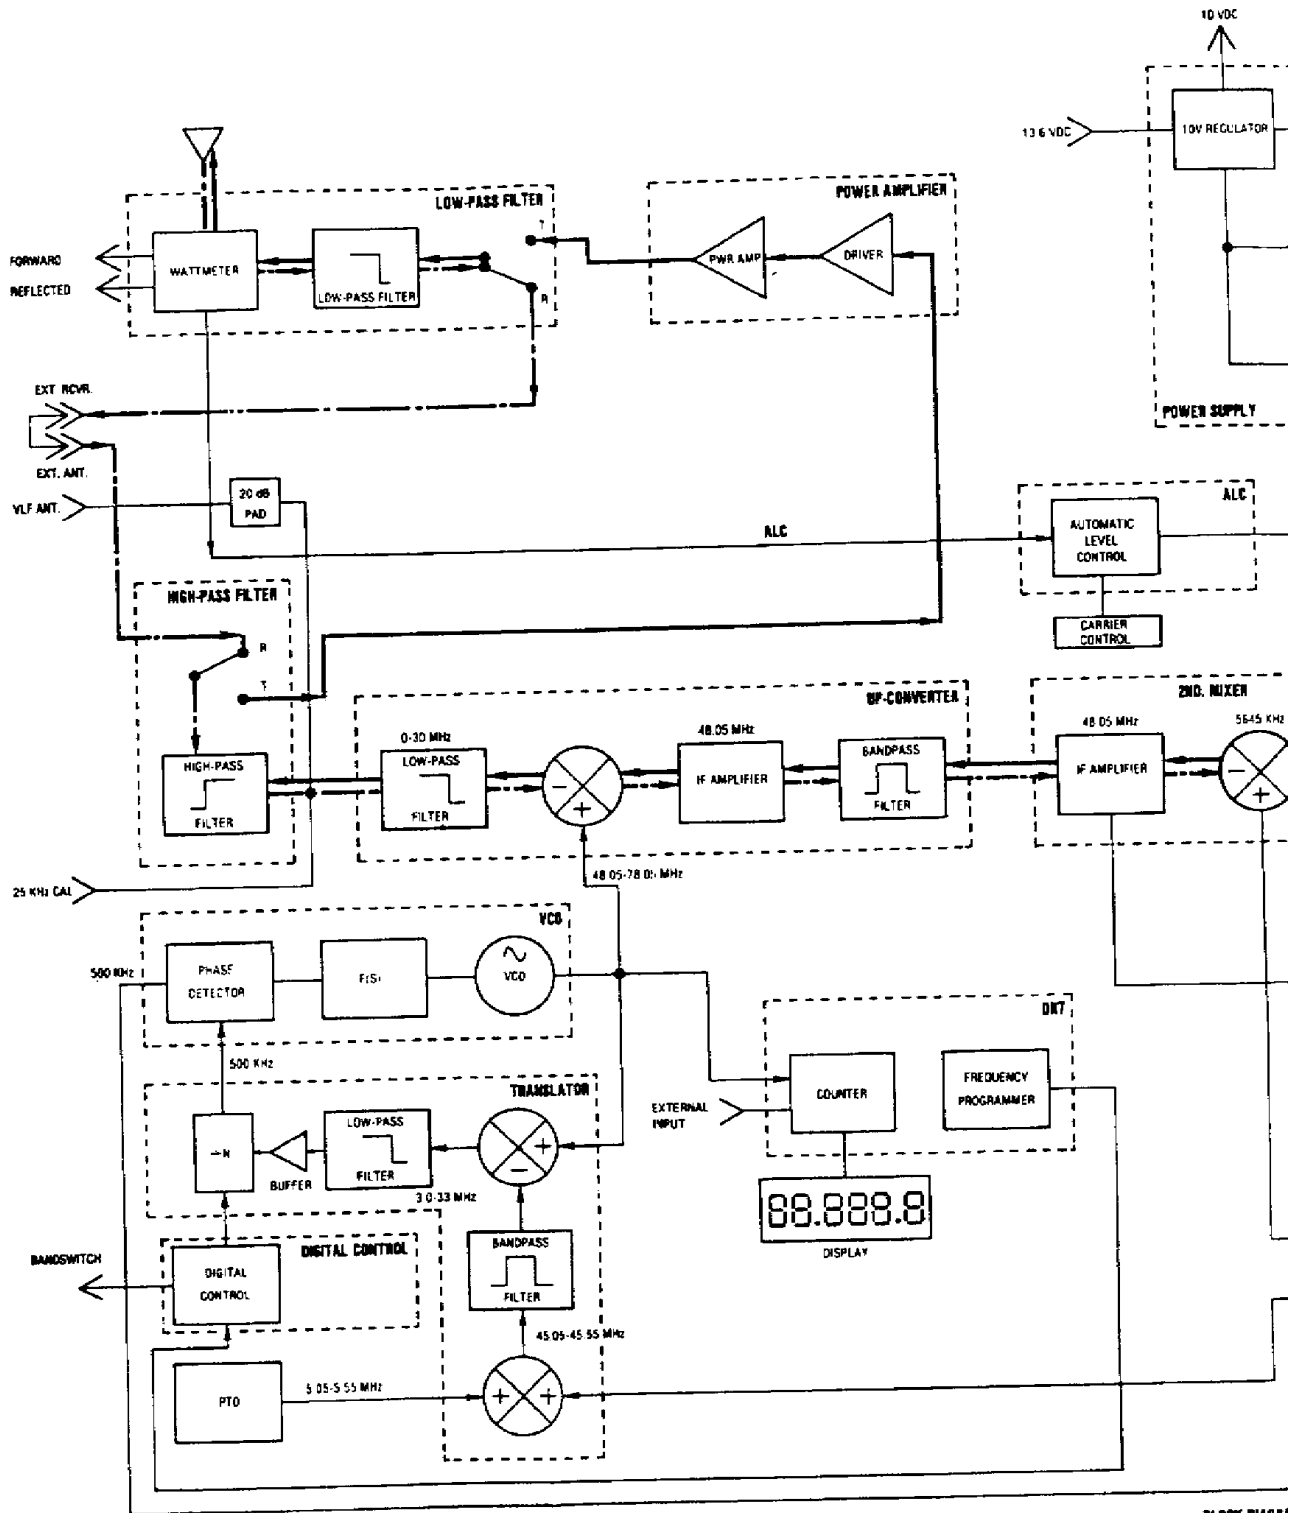 10 VDC
13.6 VDC
10V REGULATOR
POWER SUPPLY
LOW-PASS FILTER
POWER AMPLIFIER
FORWARD
REFLECTED
WATTMETER
LOW-PASS FILTER
T
R
PWR AMP
DRIVER
EXT RCVR.
EXT. ANT.
VLF ANT.
20 dB
PAD
ALC
ALC
AUTOMATIC
LEVEL
CONTROL
CARRIER
CONTROL
HIGH-PASS FILTER
R
T
HIGH-PASS
FILTER
UP-CONVERTER
0-30 MHz
LOW-PASS
FILTER
48.05 MHz
IF AMPLIFIER
BANDPASS
FILTER
2ND. MIXER
48.05 MHz
IF AMPLIFIER
5645 KHz
−
+
−
+
48.05-78.05 MHz
25 KHz CAL
VCO
500 KHz
PHASE
DETECTOR
F(S)
VCO
500 KHz
DR7
COUNTER
FREQUENCY
PROGRAMMER
EXTERNAL
INPUT
88.888.8
DISPLAY
TRANSLATOR
÷N
BUFFER
LOW-PASS
FILTER
3.0-33 MHz
+
−
BANDPASS
FILTER
45.05-45.55 MHz
DIGITAL CONTROL
BANDSWITCH
DIGITAL
CONTROL
PTO
5.05-5.55 MHz
+ +